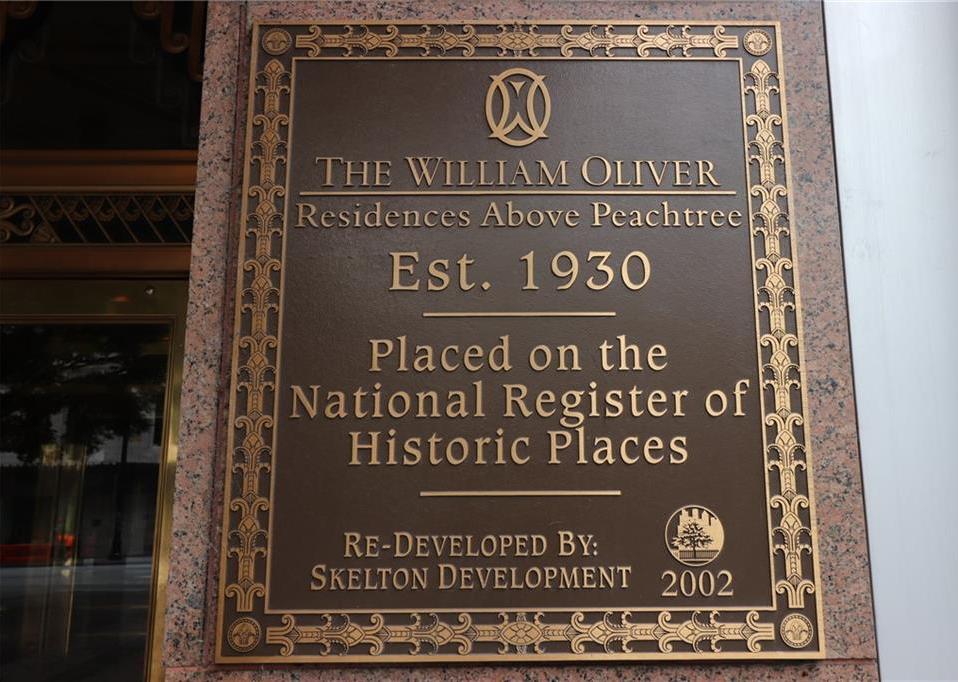 THE WILLIAM OLIVER
Residences Above Peachtree
Est. 1930
Placed on the
National Register of
Historic Places
RE-DEVELOPED BY:
SKELTON DEVELOPMENT
2002